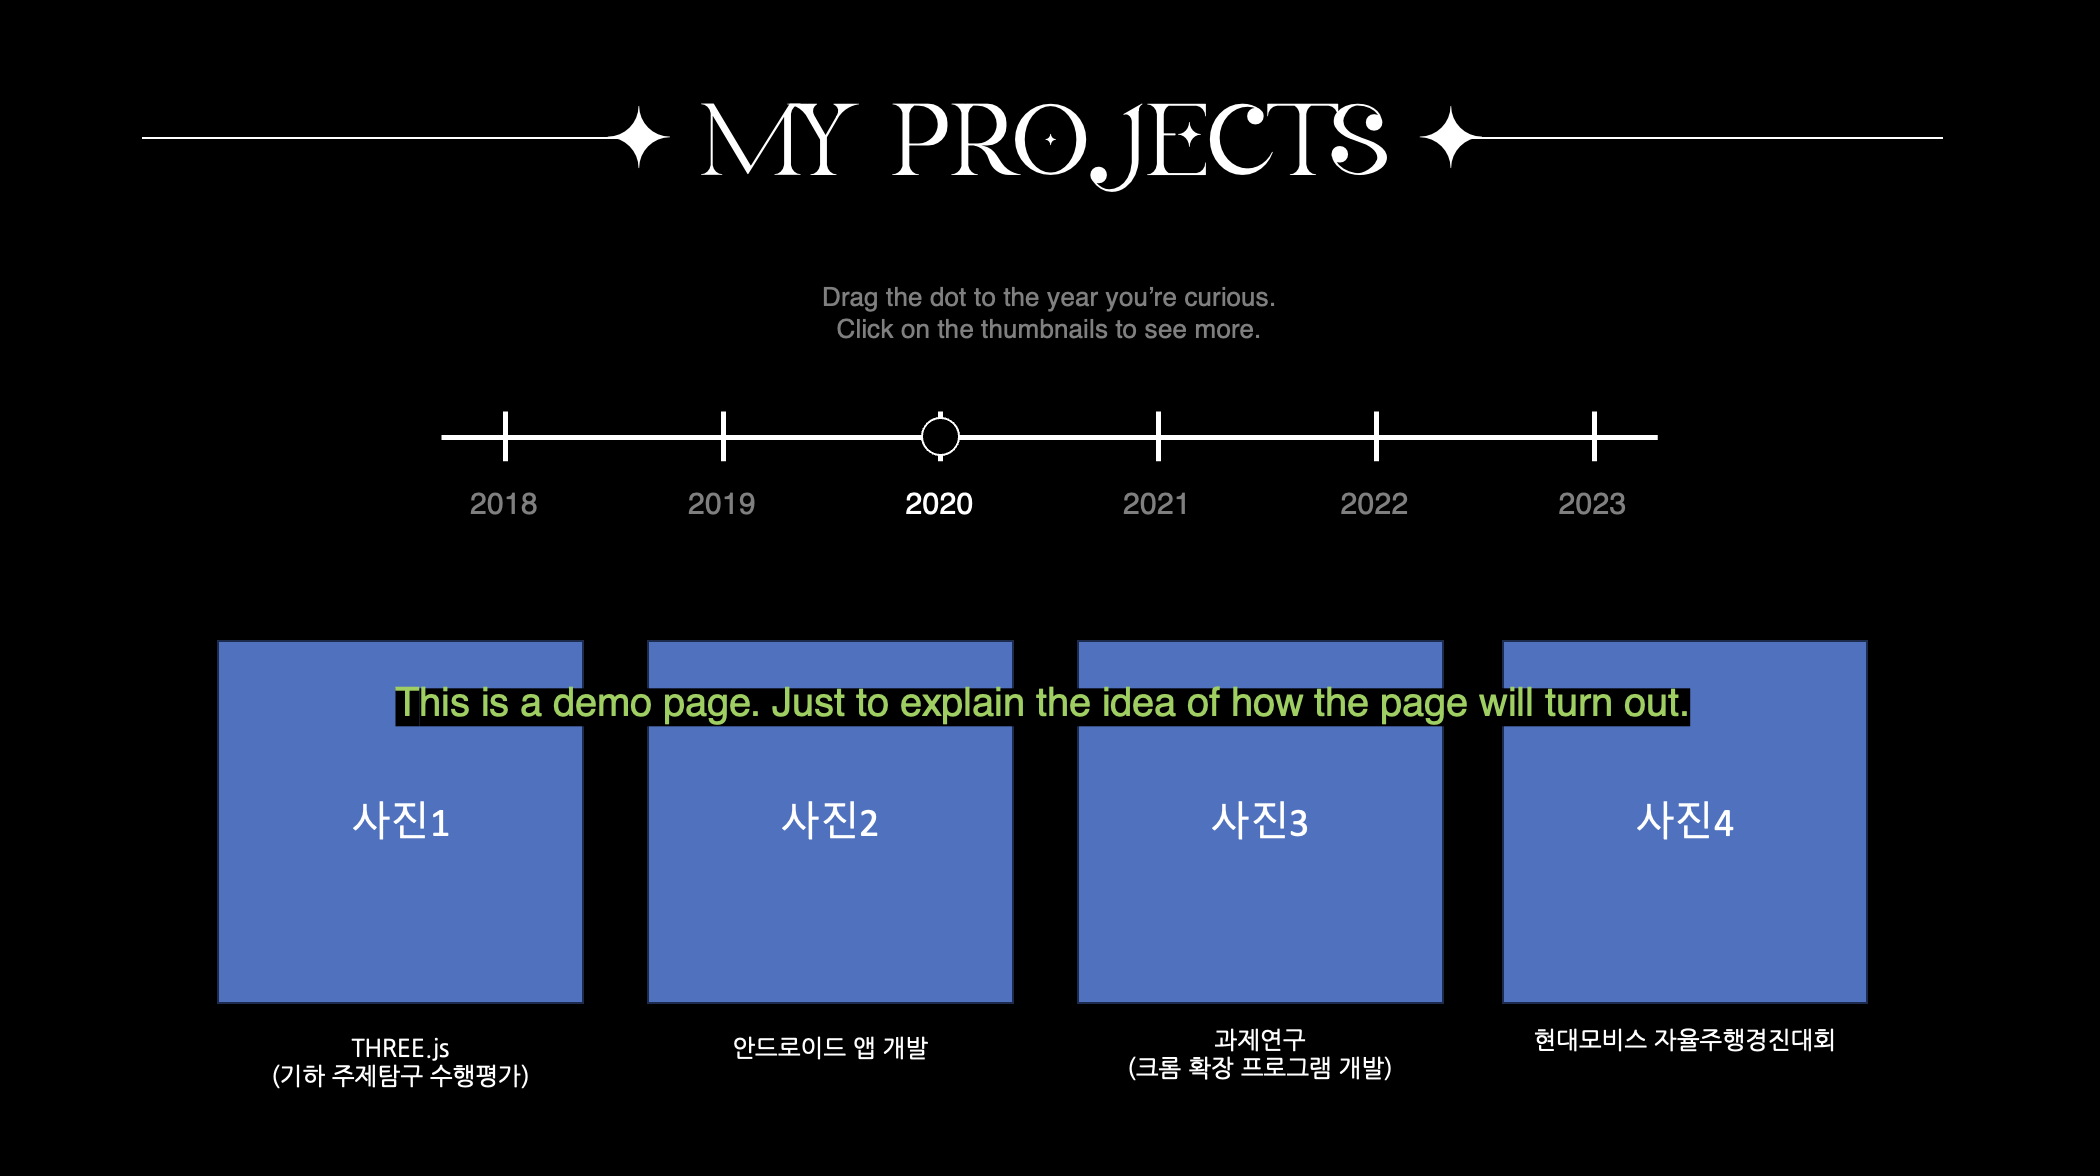 MY PROJECTS
Drag the dot to the year you’re curious.
Click on the thumbnails to see more.
2018 2019 2020 2021 2022 2023
This is a demo page. Just to explain the idea of how the page will turn out.
사진1 사진2 사진3 사진4
THREE.js
(기하 주제탐구 수행평가)
안드로이드 앱 개발
과제연구
(크롬 확장 프로그램 개발)
현대모비스 자율주행경진대회